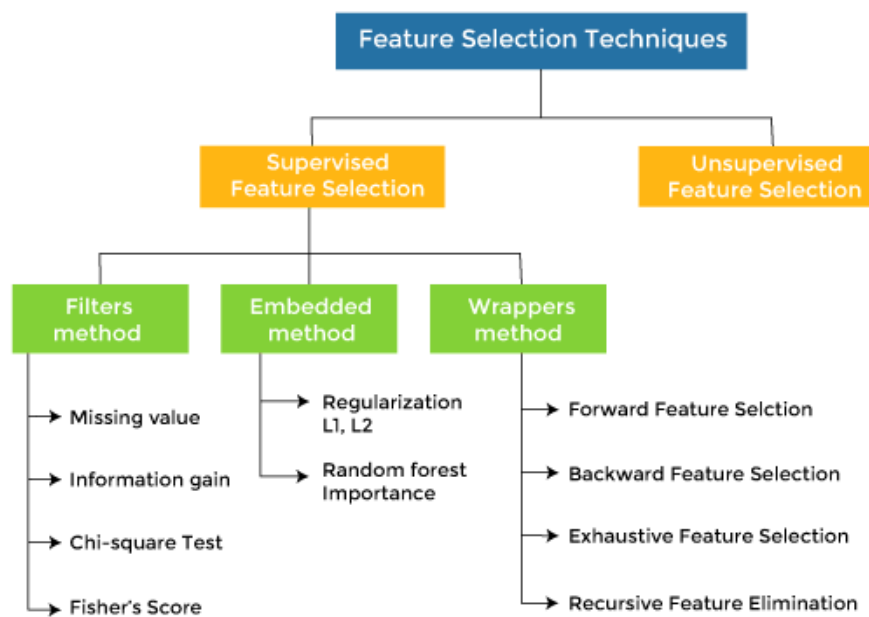 Feature Selection Techniques
Supervised
Feature Selection
Unsupervised
Feature Selection
Filters
method
Embedded
method
Wrappers
method
Missing value
Information gain
Chi-square Test
Fisher's Score
Regularization
L1, L2
Random forest
Importance
Forward Feature Selction
Backward Feature Selection
Exhaustive Feature Selection
Recursive Feature Elimination